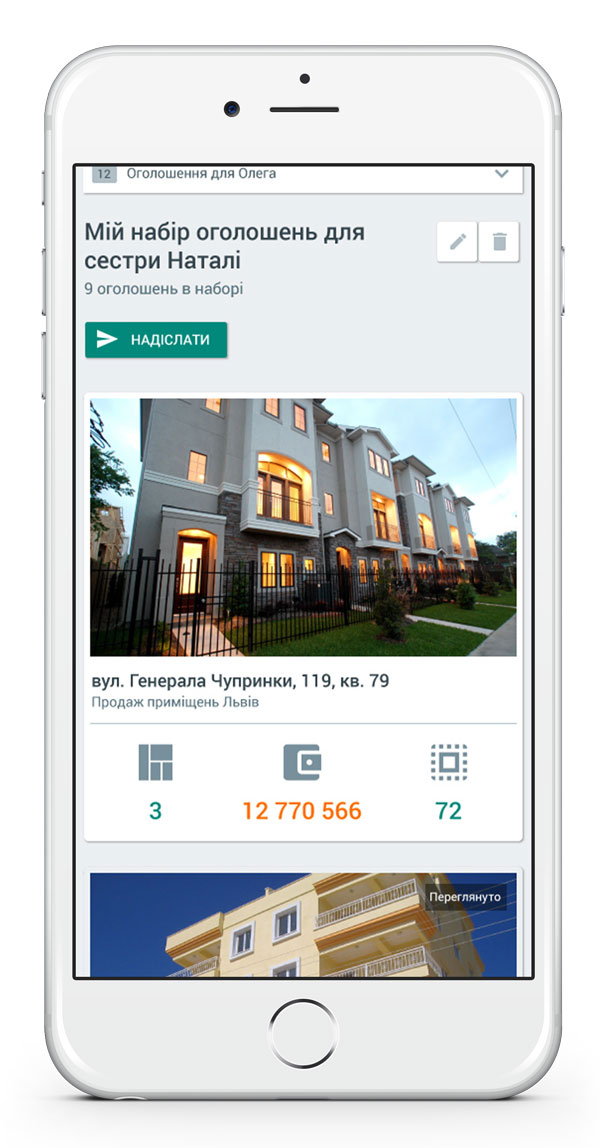 12 Оголошення для Олега
Мій набір оголошень для
сестри Наталі
9 оголошень в наборі
НАДІСЛАТИ
вул. Генерала Чупринки, 119, кв. 79
Продаж приміщень Львів
3 12 770 566 72
Переглянуто